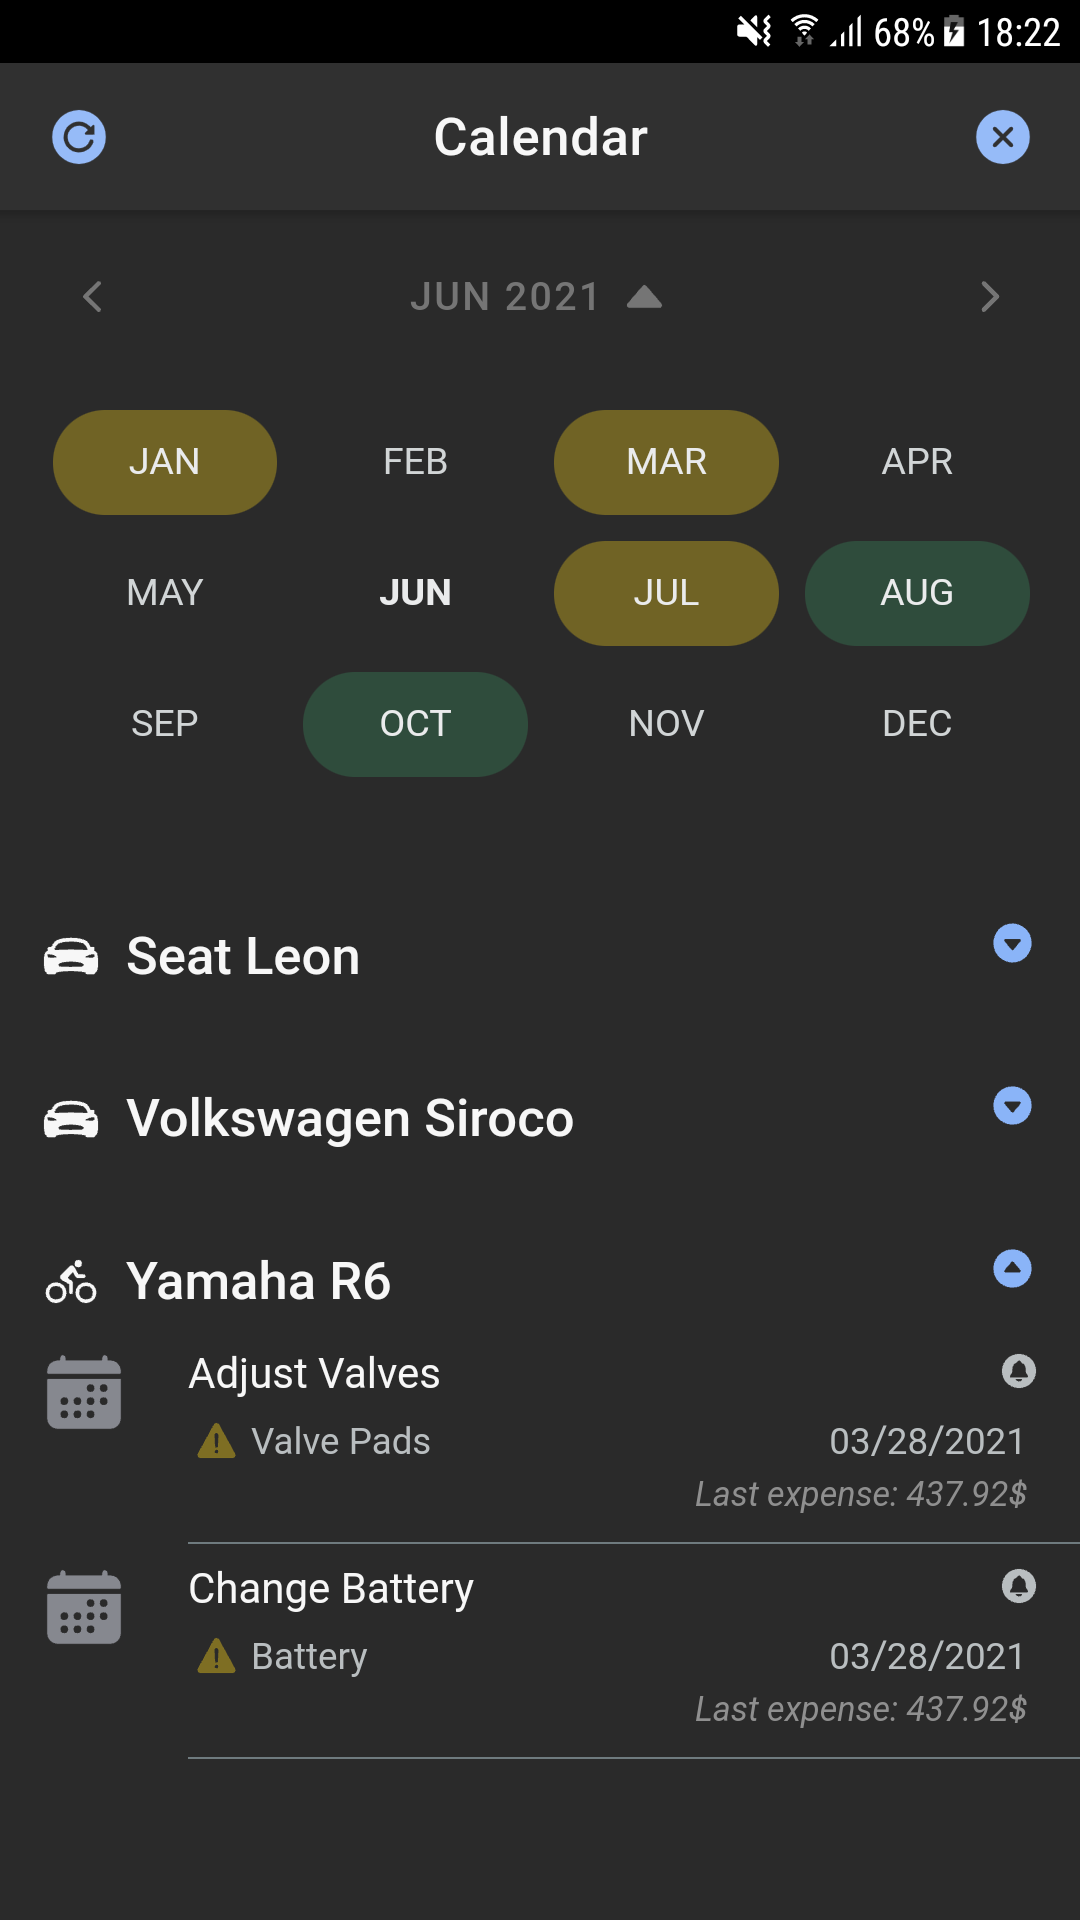 68% 18:22
Calendar
JUN 2021
JAN FEB MAR APR
MAY JUN JUL AUG
SEP OCT NOV DEC
Seat Leon
Volkswagen Siroco
Yamaha R6
Adjust Valves
Valve Pads 03/28/2021
Last expense: 437.92$
Change Battery
Battery 03/28/2021
Last expense: 437.92$